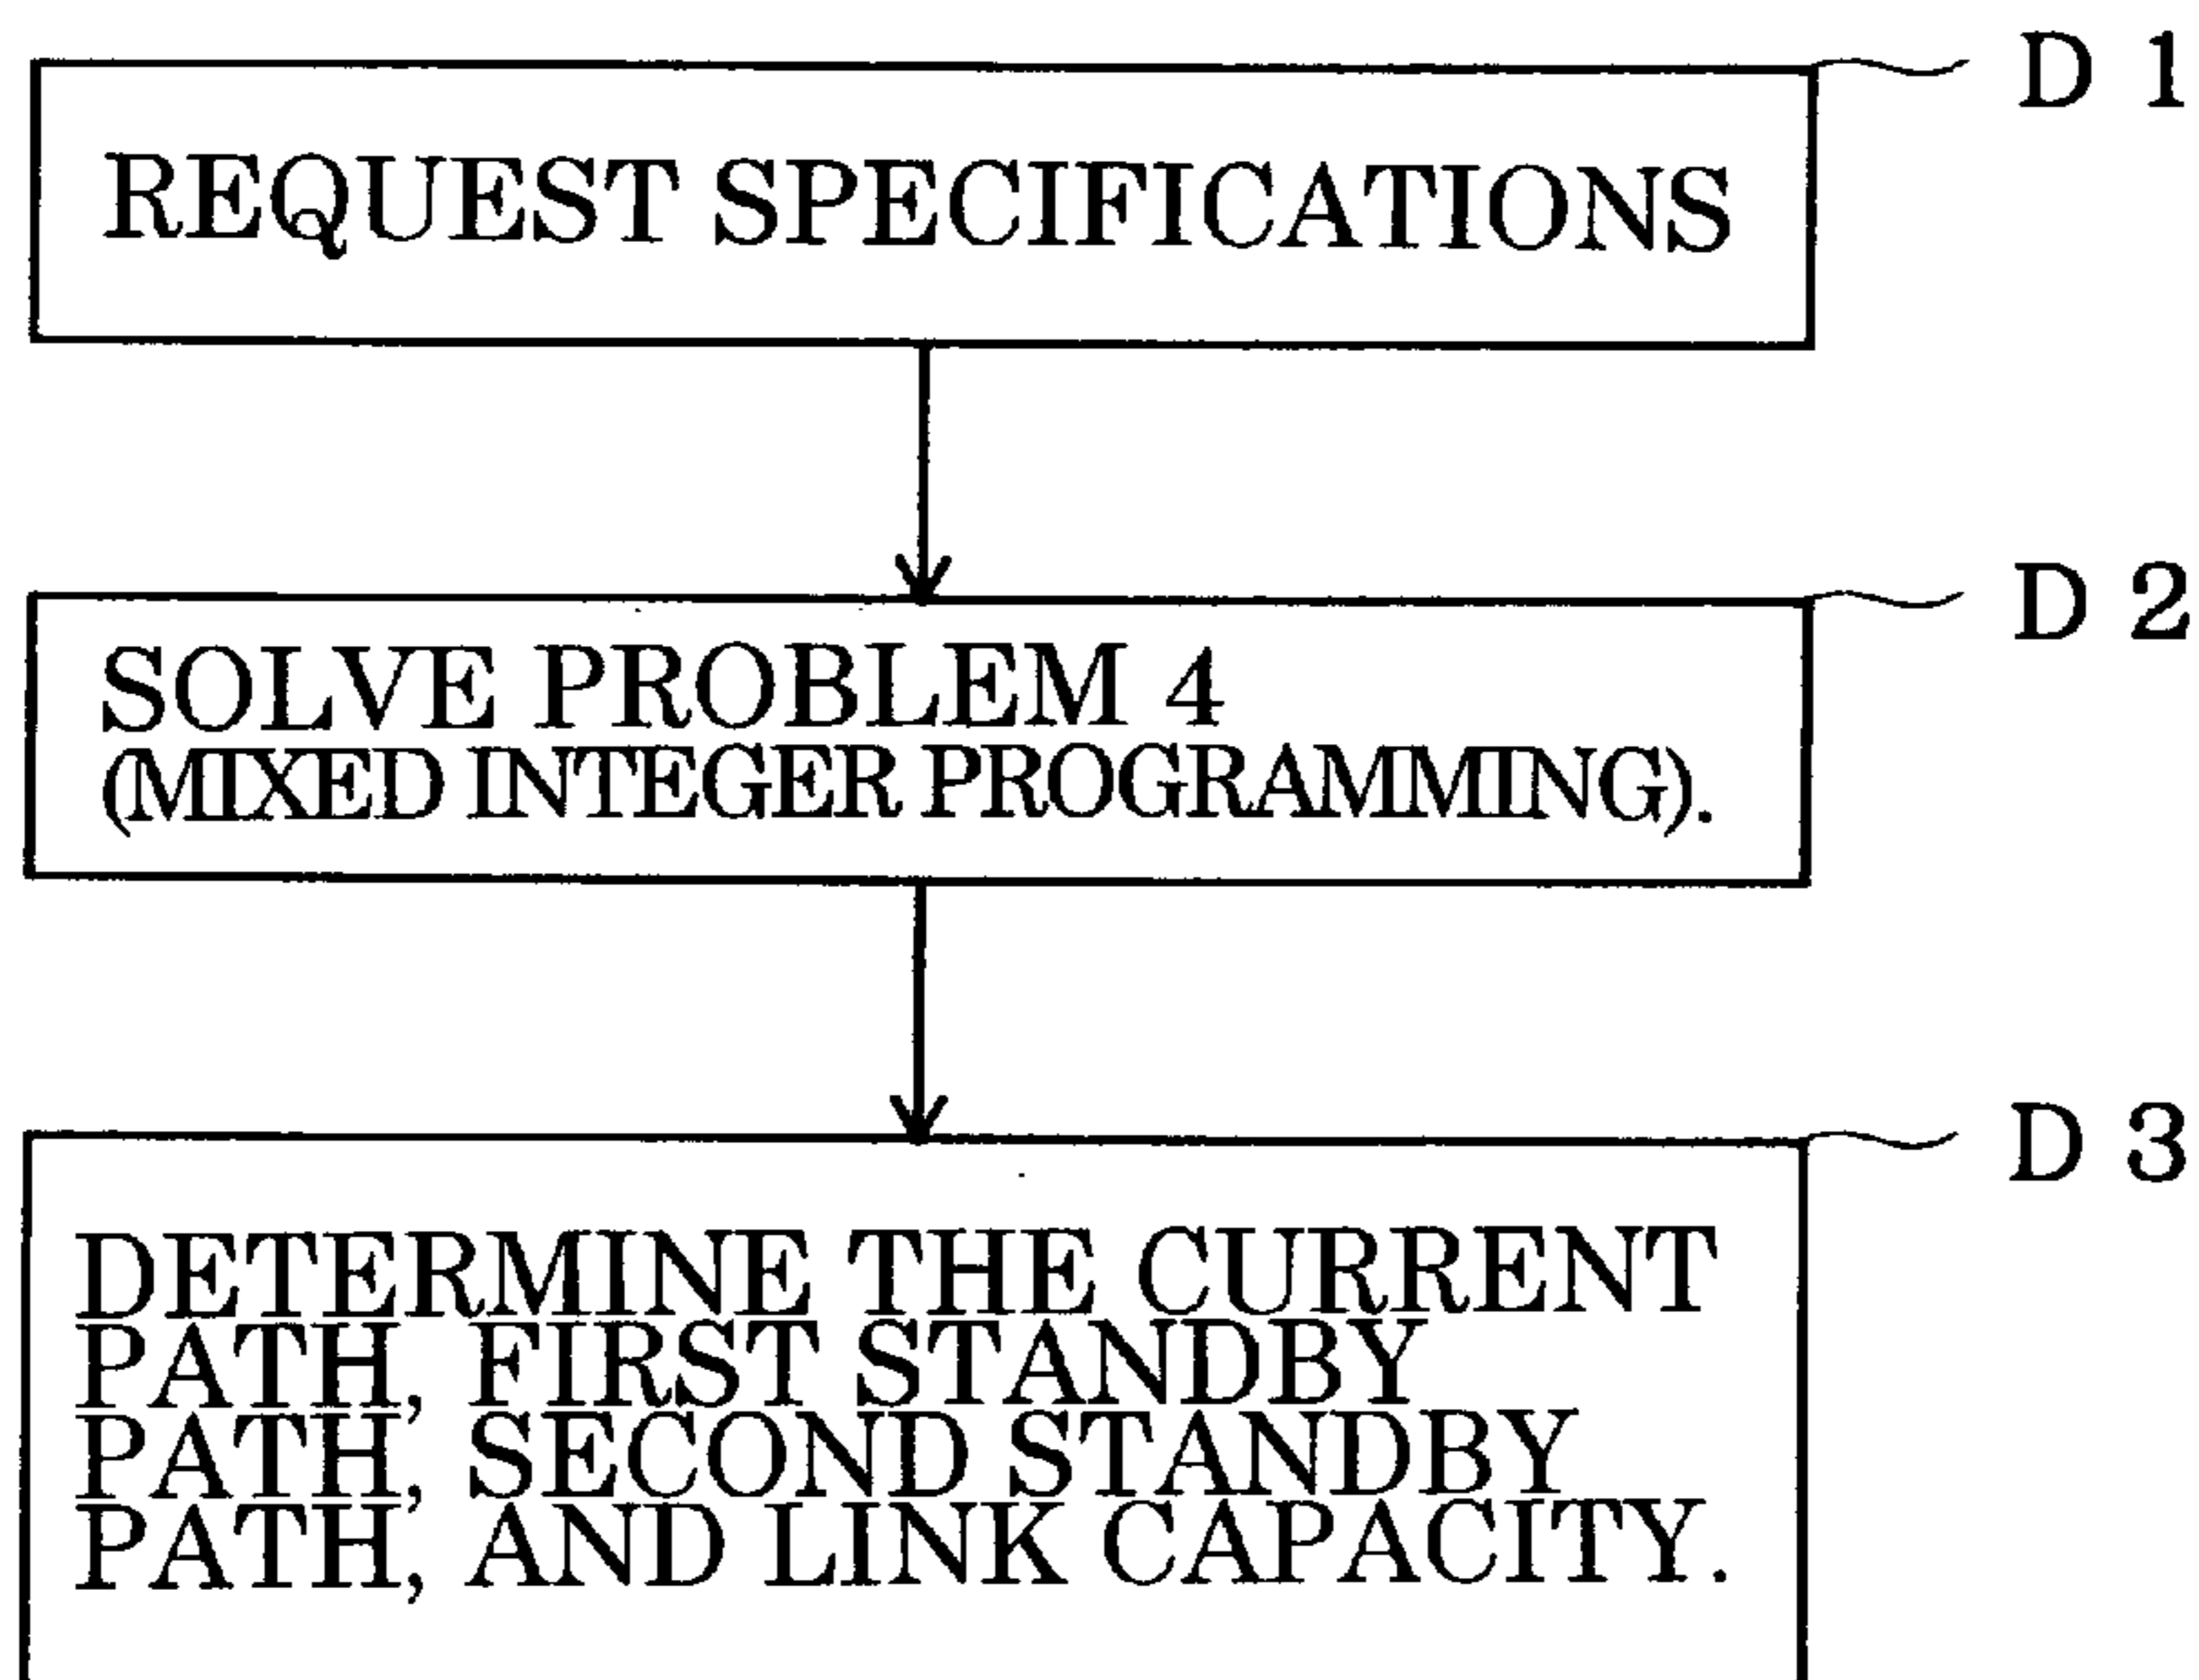 D 1
REQUEST SPECIFICATIONS
D 2
SOLVE PROBLEM 4
(MIXED INTEGER PROGRAMMING).
D 3
DETERMINE THE CURRENT
PATH, FIRST STANDBY
PATH, SECOND STANDBY
PATH, AND LINK CAPACITY.